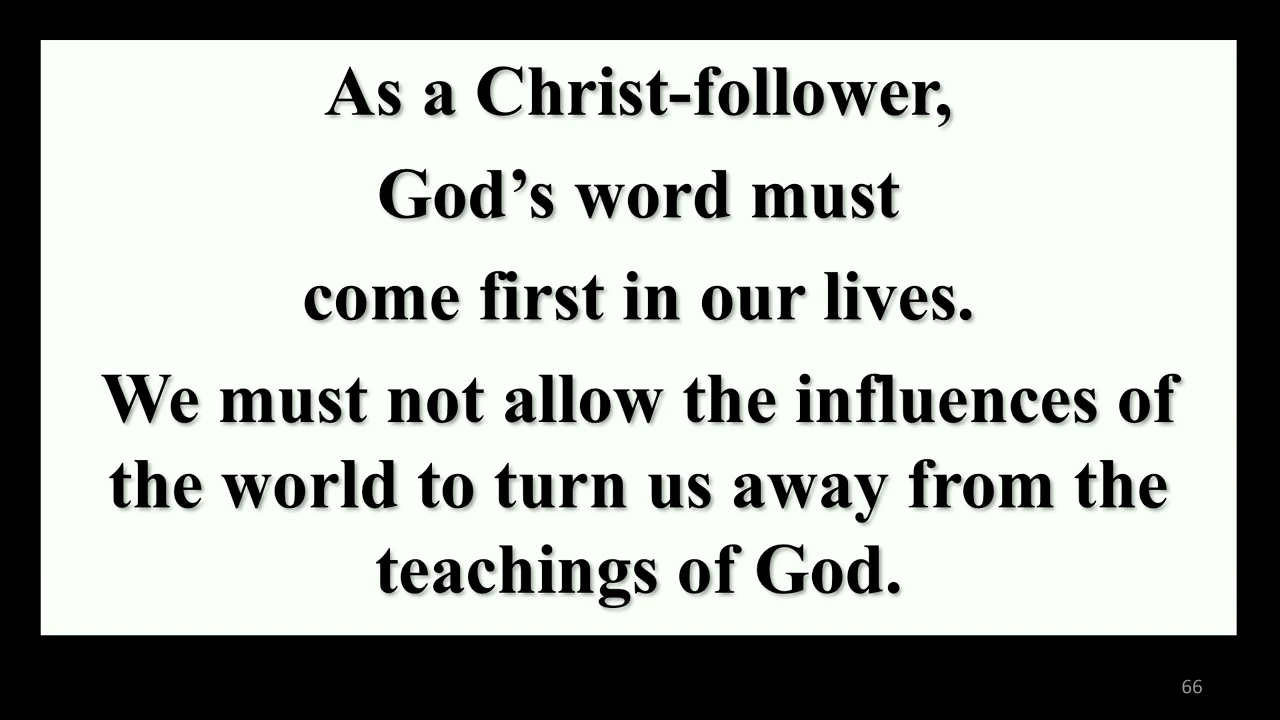 As a Christ-follower,
God’s word must
come first in our lives.
We must not allow the influences of
the world to turn us away from the
teachings of God.
66